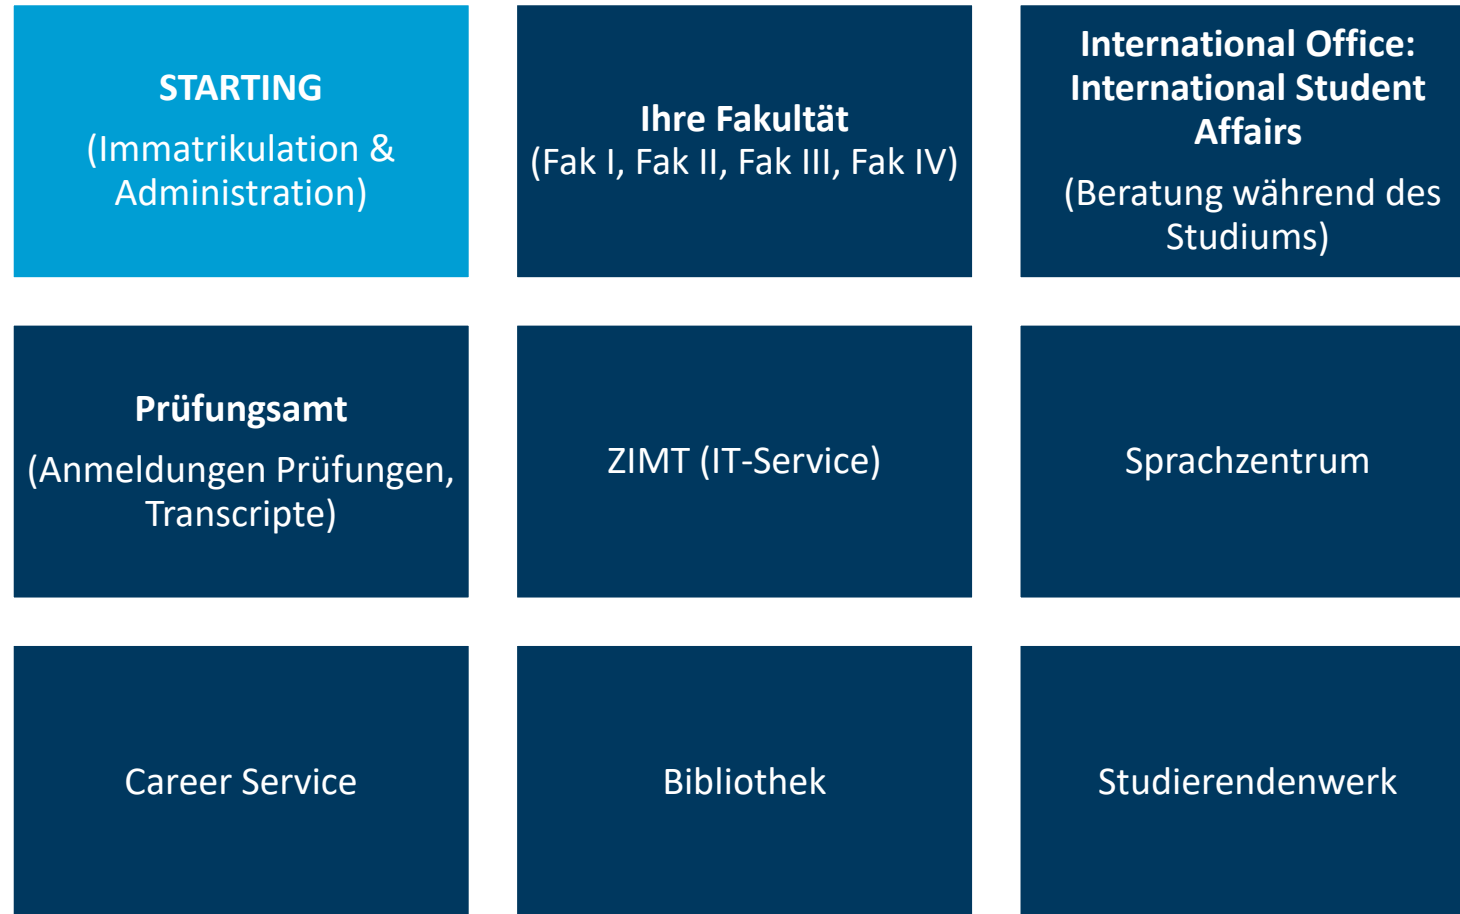 STARTING
(Immatrikulation &
Administration)
Ihre Fakultät
(Fak I, Fak II, Fak III, Fak IV)
International Office:
International Student
Affairs
(Beratung während des
Studiums)
Prüfungsamt
(Anmeldungen Prüfungen,
Transcripte)
ZIMT (IT-Service)
Sprachzentrum
Career Service
Bibliothek
Studierendenwerk